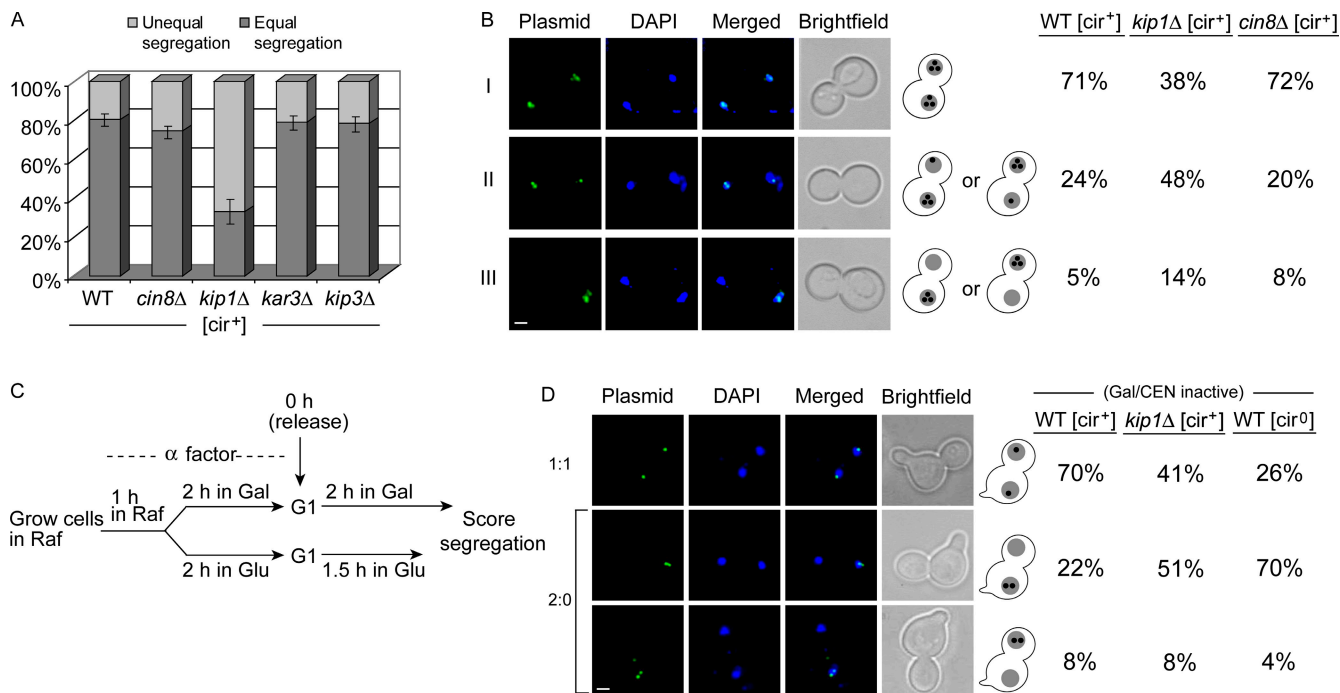 A
Unequal segregation
Equal segregation
100%
80%
60%
40%
20%
0%
WT cin8Δ kip1Δ kar3Δ kip3Δ
[cir+]
B
Plasmid DAPI Merged Brightfield
WT [cir+] kip1Δ [cir+] cin8Δ [cir+]
I
71% 38% 72%
II
or
24% 48% 20%
III
or
5% 14% 8%
C
0 h
(release)
α factor
Grow cells in Raf
1 h in Raf
2 h in Gal G1 2 h in Gal
2 h in Glu G1 1.5 h in Glu
Score segregation
D
Plasmid DAPI Merged Brightfield
(Gal/CEN inactive)
WT [cir+] kip1Δ [cir+] WT [cir0]
1:1
70% 41% 26%
2:0
22% 51% 70%
8% 8% 4%